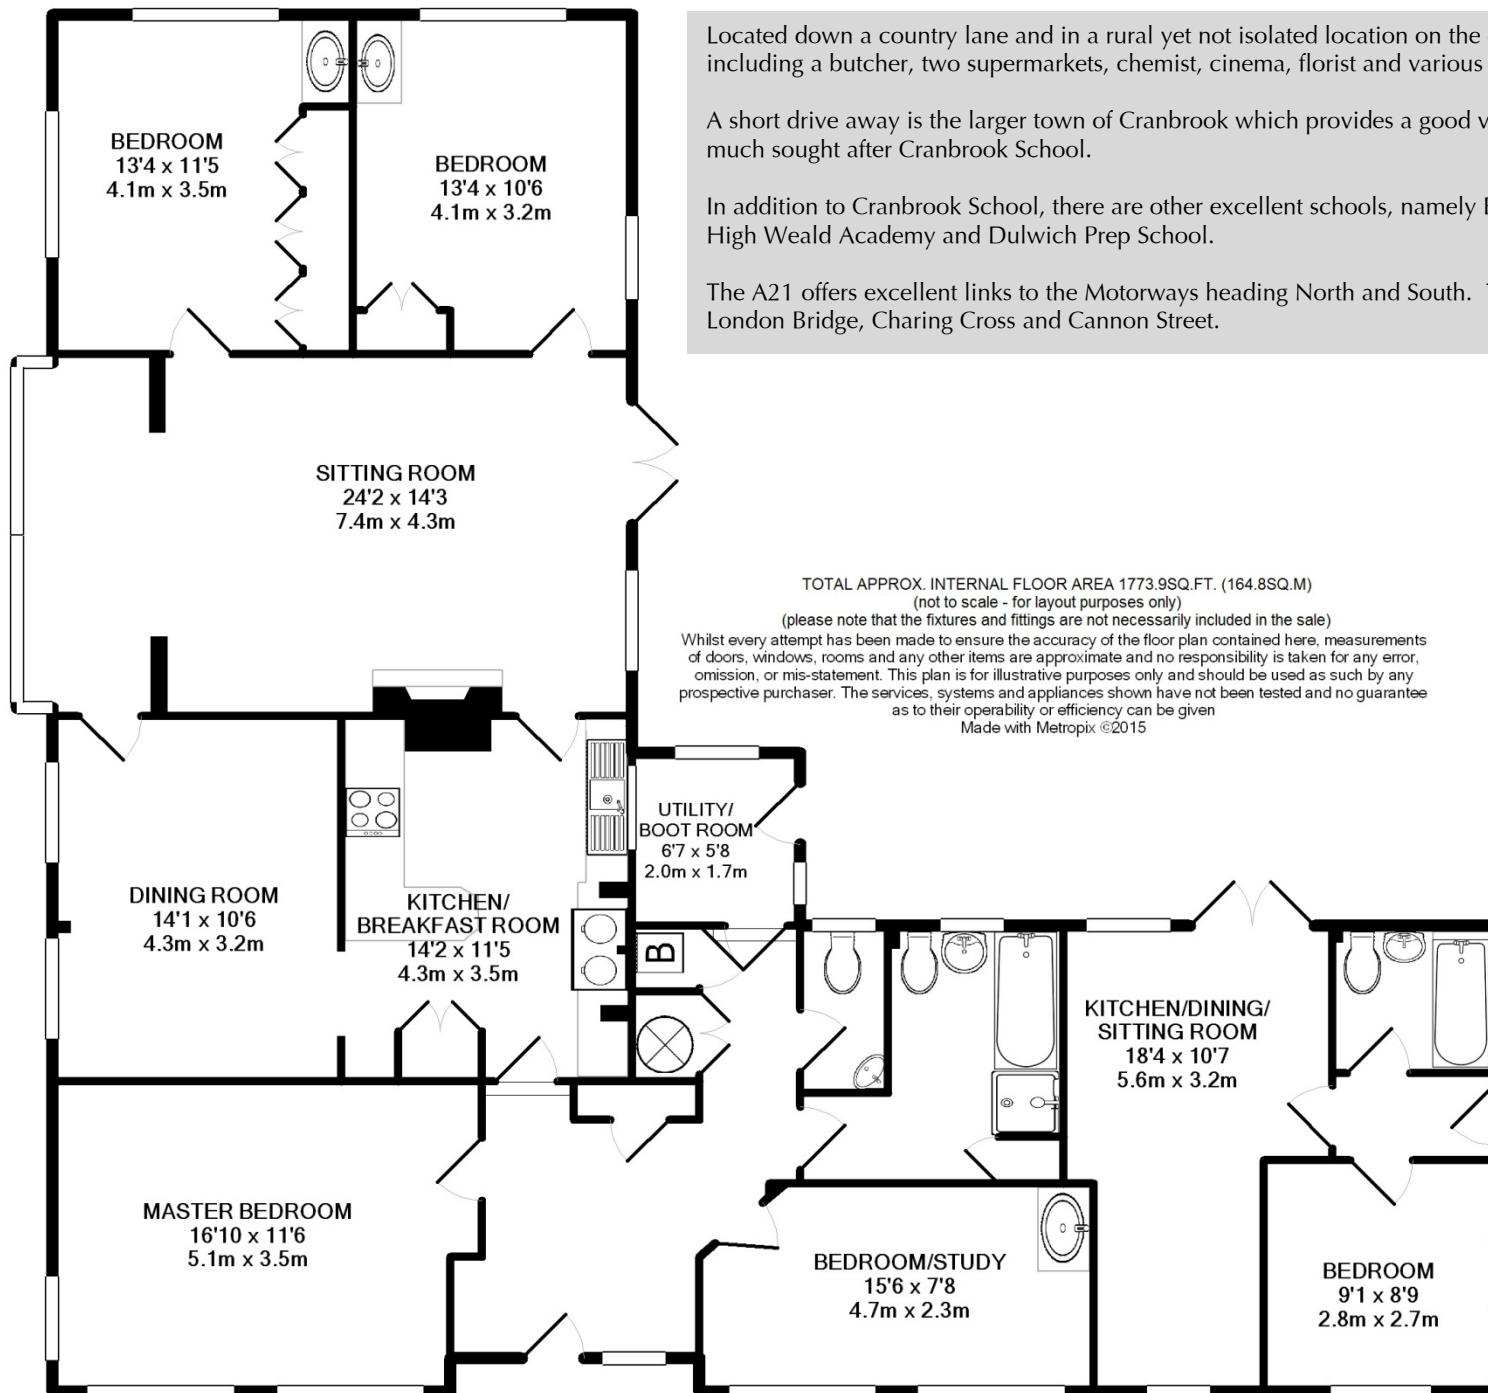 Located down a country lane and in a rural yet not isolated location on the
including a butcher, two supermarkets, chemist, cinema, florist and various
A short drive away is the larger town of Cranbrook which provides a good
much sought after Cranbrook School.
In addition to Cranbrook School, there are other excellent schools, namely
High Weald Academy and Dulwich Prep School.
The A21 offers excellent links to the Motorways heading North and South.
London Bridge, Charing Cross and Cannon Street.
BEDROOM
13'4 x 11'5
4.1m x 3.5m
BEDROOM
13'4 x 10'6
4.1m x 3.2m
SITTING ROOM
24'2 x 14'3
7.4m x 4.3m
TOTAL APPROX. INTERNAL FLOOR AREA 1773.9SQ.FT. (164.8SQ.M)
(not to scale - for layout purposes only)
(please note that the fixtures and fittings are not necessarily included in the sale)
Whilst every attempt has been made to ensure the accuracy of the floor plan contained here, measurements
of doors, windows, rooms and any other items are approximate and no responsibility is taken for any error,
omission, or mis-statement. This plan is for illustrative purposes only and should be used as such by any
prospective purchaser. The services, systems and appliances shown have not been tested and no guarantee
as to their operability or efficiency can be given
Made with Metropix ©2015
UTILITY/
BOOT ROOM
6'7 x 5'8
2.0m x 1.7m
DINING ROOM
14'1 x 10'6
4.3m x 3.2m
KITCHEN/
BREAKFAST ROOM
14'2 x 11'5
4.3m x 3.5m
B
KITCHEN/DINING/
SITTING ROOM
18'4 x 10'7
5.6m x 3.2m
MASTER BEDROOM
16'10 x 11'6
5.1m x 3.5m
BEDROOM/STUDY
15'6 x 7'8
4.7m x 2.3m
BEDROOM
9'1 x 8'9
2.8m x 2.7m